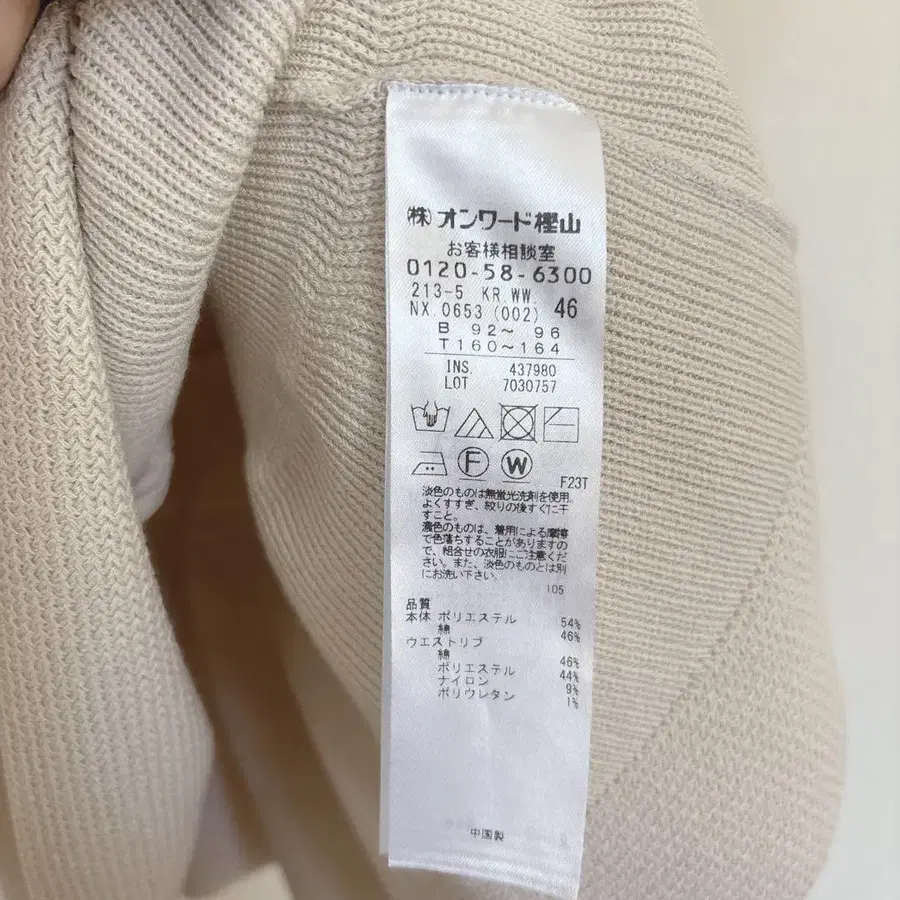 (株)オンワード樫山
お客様相談室
0120-58-6300
213-5 KR.WW.
NX.0653 (002) 46
B 92〜 96
T160〜164
INS. 437980
LOT 7030757
F W
F23T
淡色のものは無蛍光洗剤を使用。
よくすすぎ、絞りの後すぐに干
すこと。
濃色のものは、着用による摩擦
で色落ちすることがありますの
で、組合せの衣服にご注意くだ
さい。また、淡色のものとは別
にお洗い下さい。
105
品質
本体 ポリエステル 54%
綿 46%
ウエストリブ
綿 46%
ポリエステル 44%
ナイロン 9%
ポリウレタン 1%
中国製